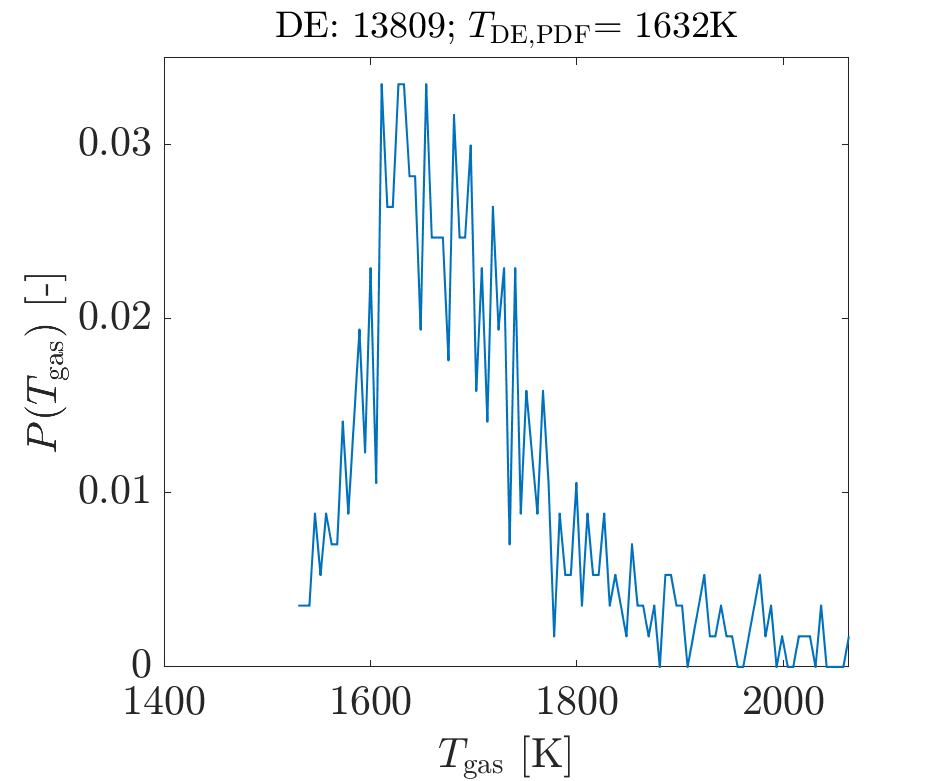 DE: 13809; T_DE,PDF= 1632K
0.03
0.02
0.01
0
P(T_gas) [-]
1400 1600 1800 2000
T_gas [K]